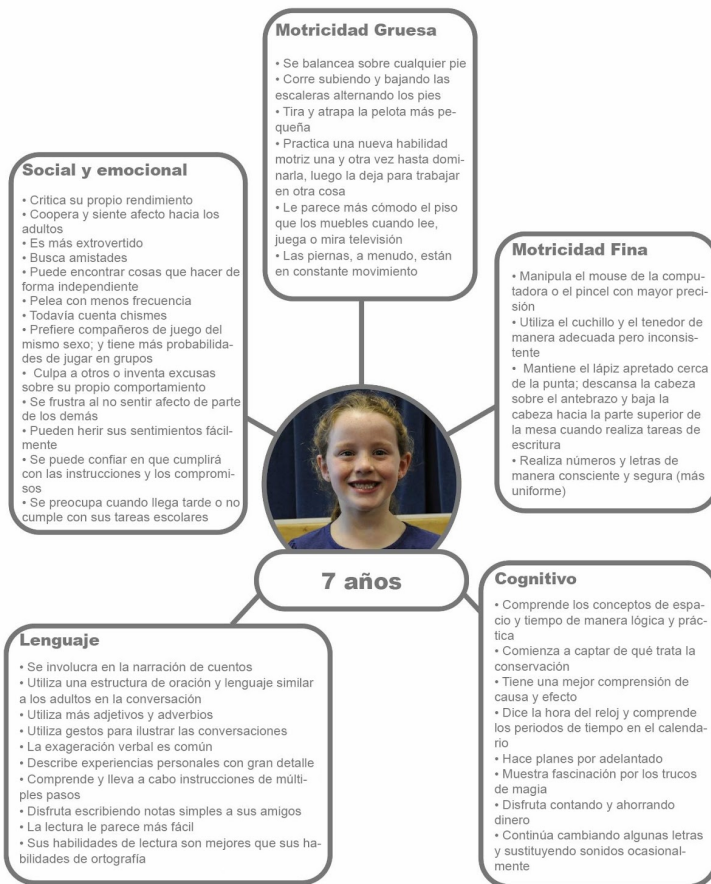 Motricidad Gruesa
• Se balancea sobre cualquier pie
• Corre subiendo y bajando las
escaleras alternando los pies
• Tira y atrapa la pelota más pe-
queña
• Practica una nueva habilidad
motriz una y otra vez hasta domi-
narla, luego la deja para trabajar
en otra cosa
• Le parece más cómodo el piso
que los muebles cuando lee,
juega o mira televisión
• Las piernas, a menudo, están
en constante movimiento
Social y emocional
• Critica su propio rendimiento
• Coopera y siente afecto hacia los
adultos
• Es más extrovertido
• Busca amistades
• Puede encontrar cosas que hacer de
forma independiente
• Pelea con menos frecuencia
• Todavía cuenta chismes
• Prefiere compañeros de juego del
mismo sexo; y tiene más probabilida-
des de jugar en grupos
• Culpa a otros o inventa excusas
sobre su propio comportamiento
• Se frustra al no sentir afecto de parte
de los demás
• Pueden herir sus sentimientos fácil-
mente
• Se puede confiar en que cumplirá
con las instrucciones y los compromi-
sos
• Se preocupa cuando llega tarde o no
cumple con sus tareas escolares
Motricidad Fina
• Manipula el mouse de la compu-
tadora o el pincel con mayor preci-
sión
• Utiliza el cuchillo y el tenedor de
manera adecuada pero inconsis-
tente
• Mantiene el lápiz apretado cerca
de la punta; descansa la cabeza
sobre el antebrazo y baja la
cabeza hacia la parte superior de
la mesa cuando realiza tareas de
escritura
• Realiza números y letras de
manera consciente y segura (más
uniforme)
7 años
Lenguaje
• Se involucra en la narración de cuentos
• Utiliza una estructura de oración y lenguaje similar
a los adultos en la conversación
• Utiliza más adjetivos y adverbios
• Utiliza gestos para ilustrar las conversaciones
• La exageración verbal es común
• Describe experiencias personales con gran detalle
• Comprende y lleva a cabo instrucciones de múlti-
ples pasos
• Disfruta escribiendo notas simples a sus amigos
• La lectura le parece más fácil
• Sus habilidades de lectura son mejores que sus ha-
bilidades de ortografía
Cognitivo
• Comprende los conceptos de espa-
cio y tiempo de manera lógica y prác-
tica
• Comienza a captar de qué trata la
conservación
• Tiene una mejor comprensión de
causa y efecto
• Dice la hora del reloj y comprende
los periodos de tiempo en el calenda-
rio
• Hace planes por adelantado
• Muestra fascinación por los trucos
de magia
• Disfruta contando y ahorrando
dinero
• Continúa cambiando algunas letras
y sustituyendo sonidos ocasional-
mente